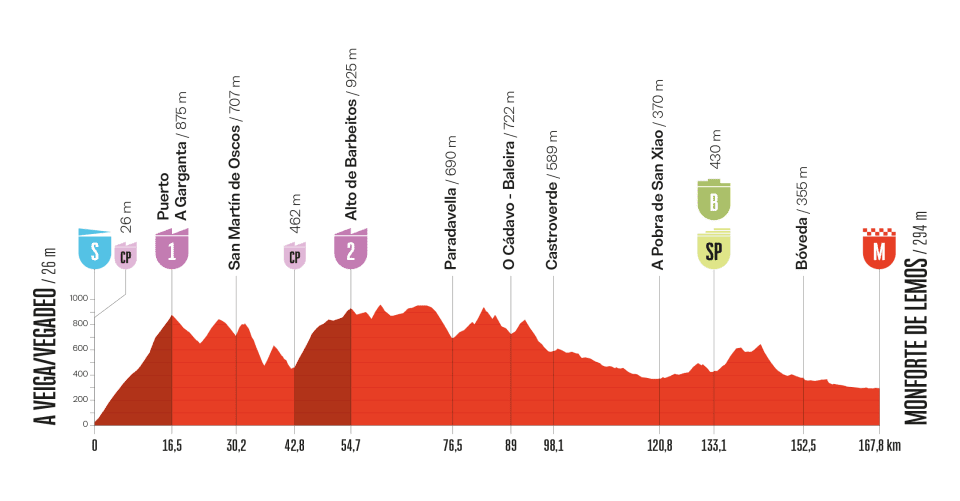 A VEIGA/VEGADEO / 26 m
S
CP
26 m
1
Puerto
A Garganta / 875 m
San Martín de Oscos / 707 m
CP
462 m
2
Alto de Barbeitos / 925 m
Paradavella / 690 m
O Cádavo - Baleira / 722 m
Castroverde / 589 m
A Pobra de San Xiao / 370 m
430 m
B
SP
Bóveda / 355 m
M
MONFORTE DE LEMOS / 294 m
1000
800
600
400
200
0
0 16,5 30,2 42,8 54,7 76,5 89 98,1 120,8 133,1 152,5 167,8 km